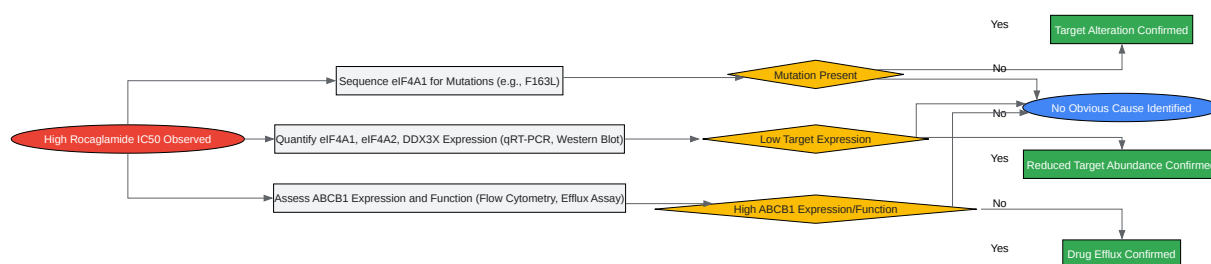 Yes
Target Alteration Confirmed
Sequence eIF4A1 for Mutations (e.g., F163L)
Mutation Present
No
No Obvious Cause Identified
No
High Rocaglamide IC50 Observed
Quantify eIF4A1, eIF4A2, DDX3X Expression (qRT-PCR, Western Blot)
Low Target Expression
Yes
Reduced Target Abundance Confirmed
Assess ABCB1 Expression and Function (Flow Cytometry, Efflux Assay)
High ABCB1 Expression/Function
No
Yes
Drug Efflux Confirmed